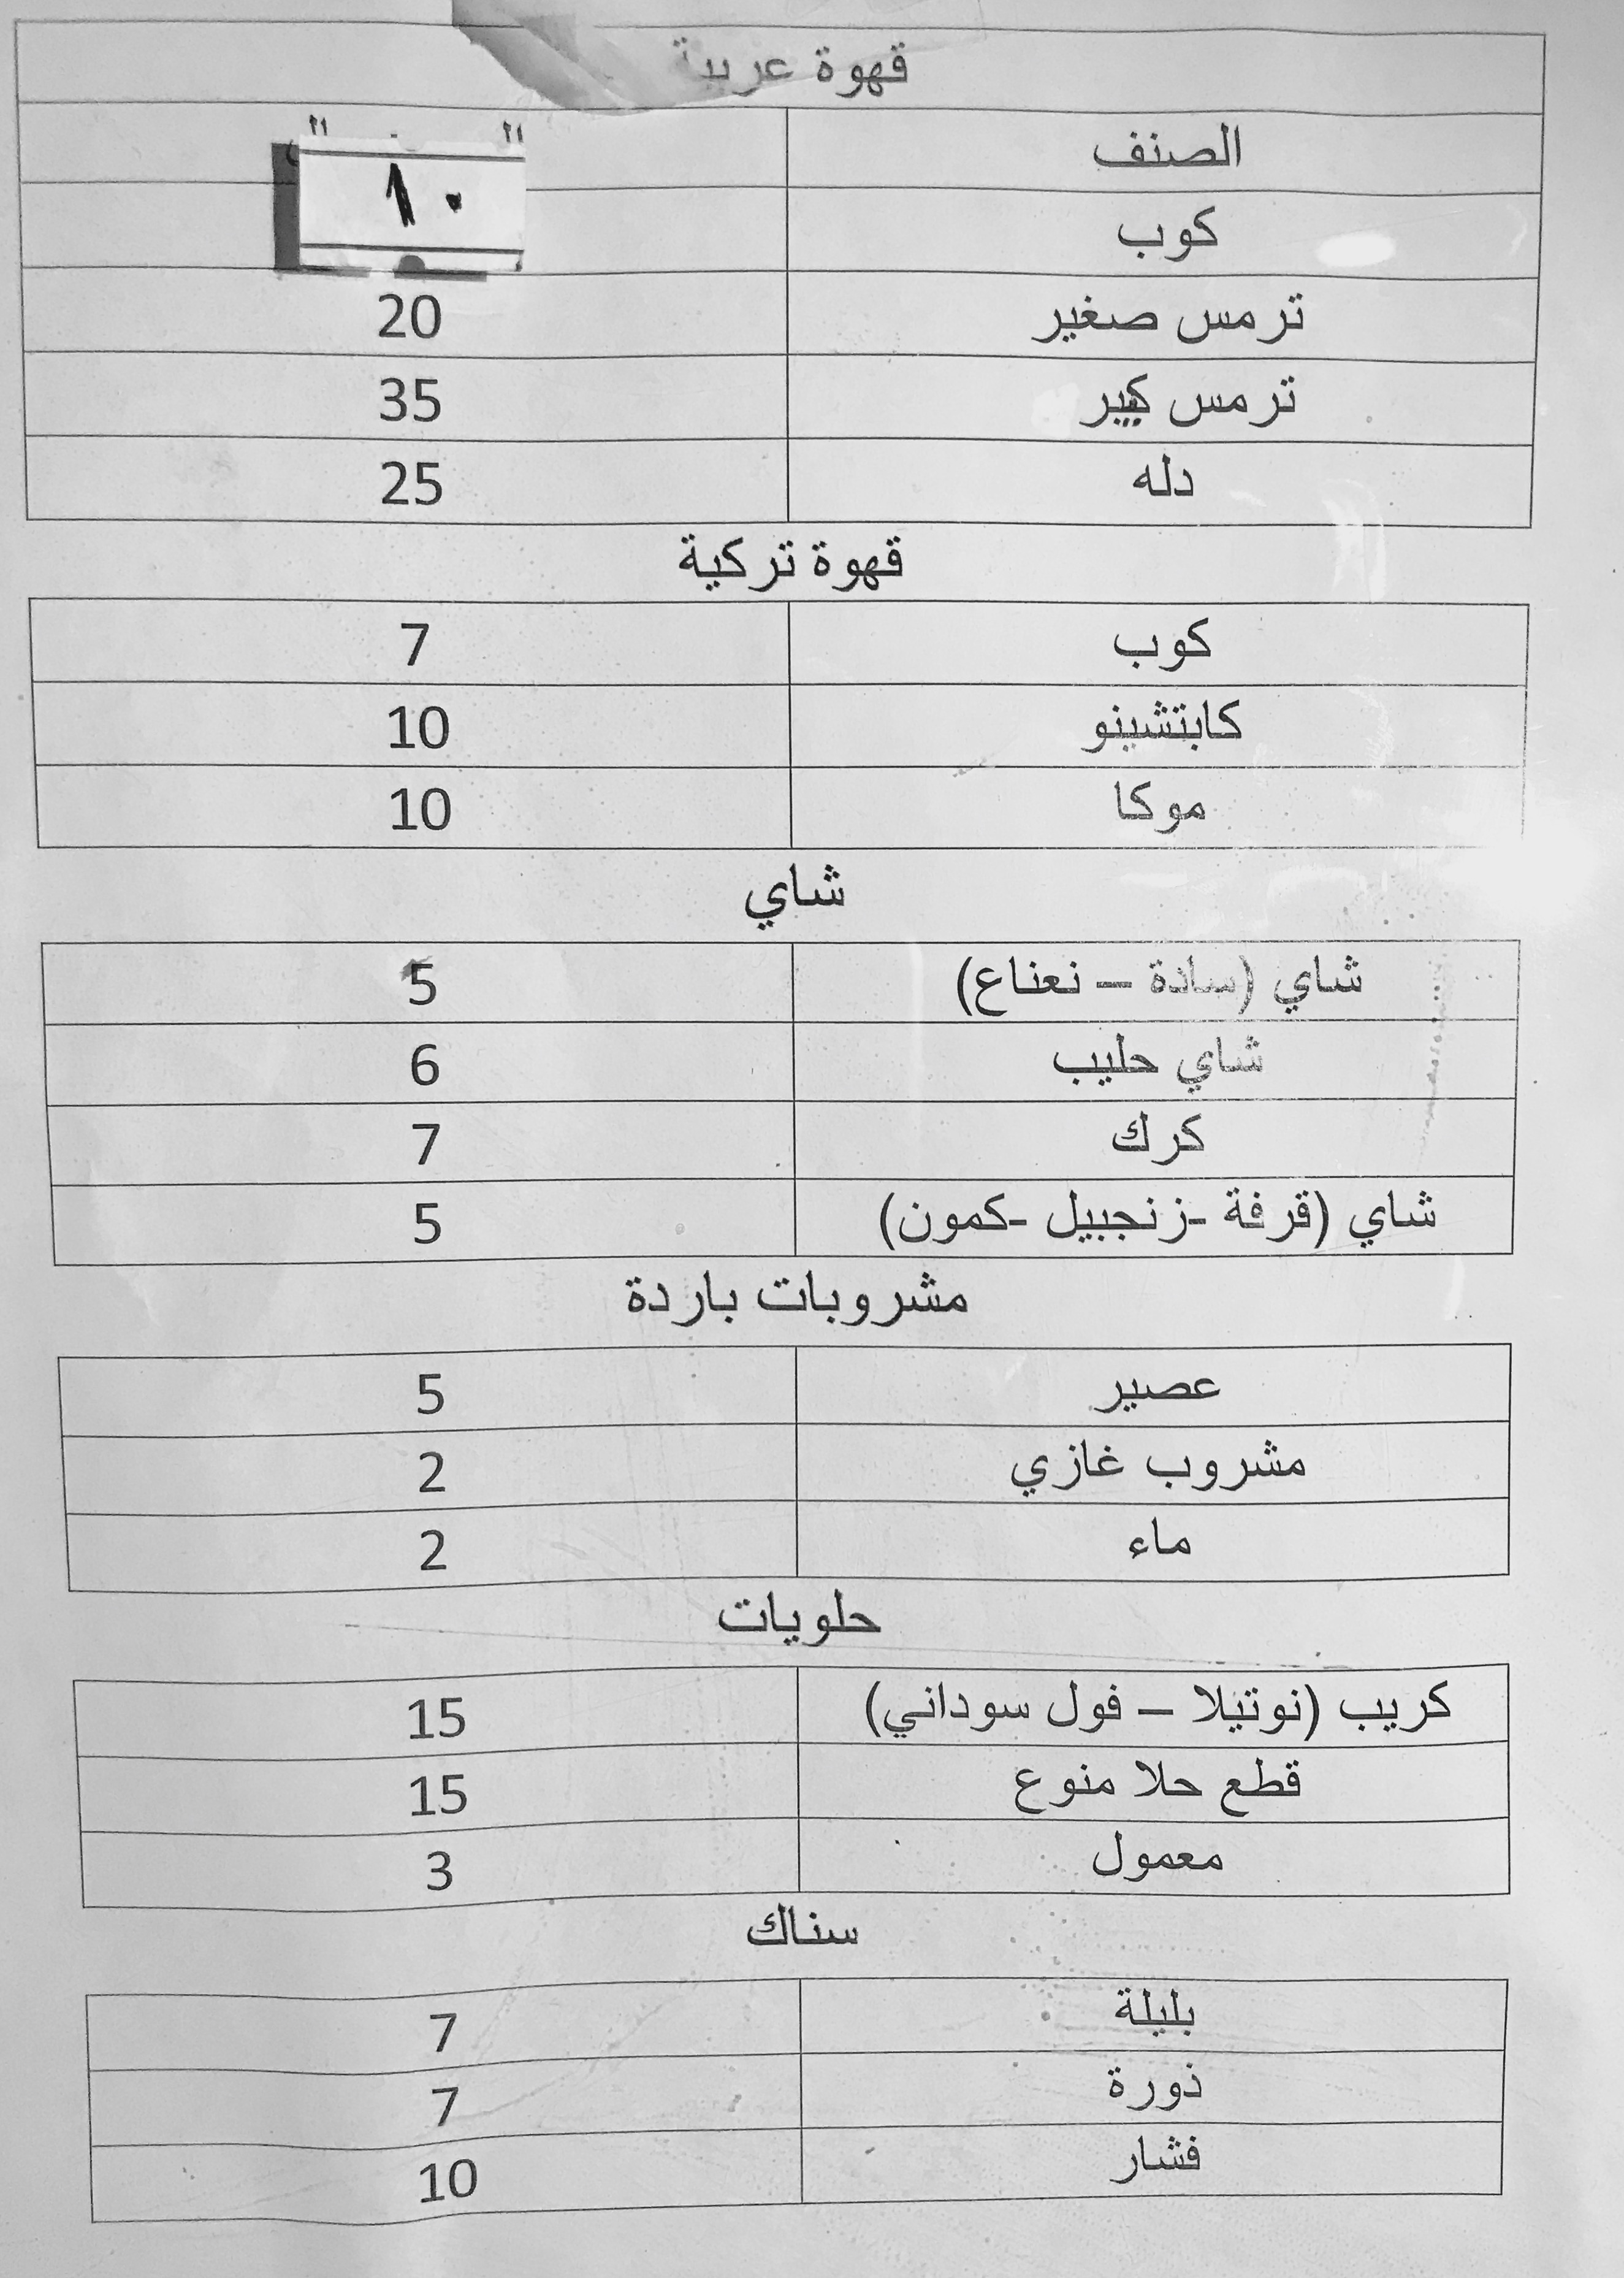 قهوة عربية
الصنف
كوب ١٠
ترمس صغير 20
ترمس كبير 35
دله 25
قهوة تركية
كوب 7
كابتشينو 10
موكا 10
شاي
شاي (سادة – نعناع) 5
شاي حليب 6
كرك 7
شاي (قرفة -زنجبيل -كمون) 5
مشروبات باردة
عصير 5
مشروب غازي 2
ماء 2
حلويات
كريب (نوتيلا – فول سوداني) 15
قطع حلا منوع 15
معمول 3
سناك
بليلة 7
ذورة 7
فشار 10